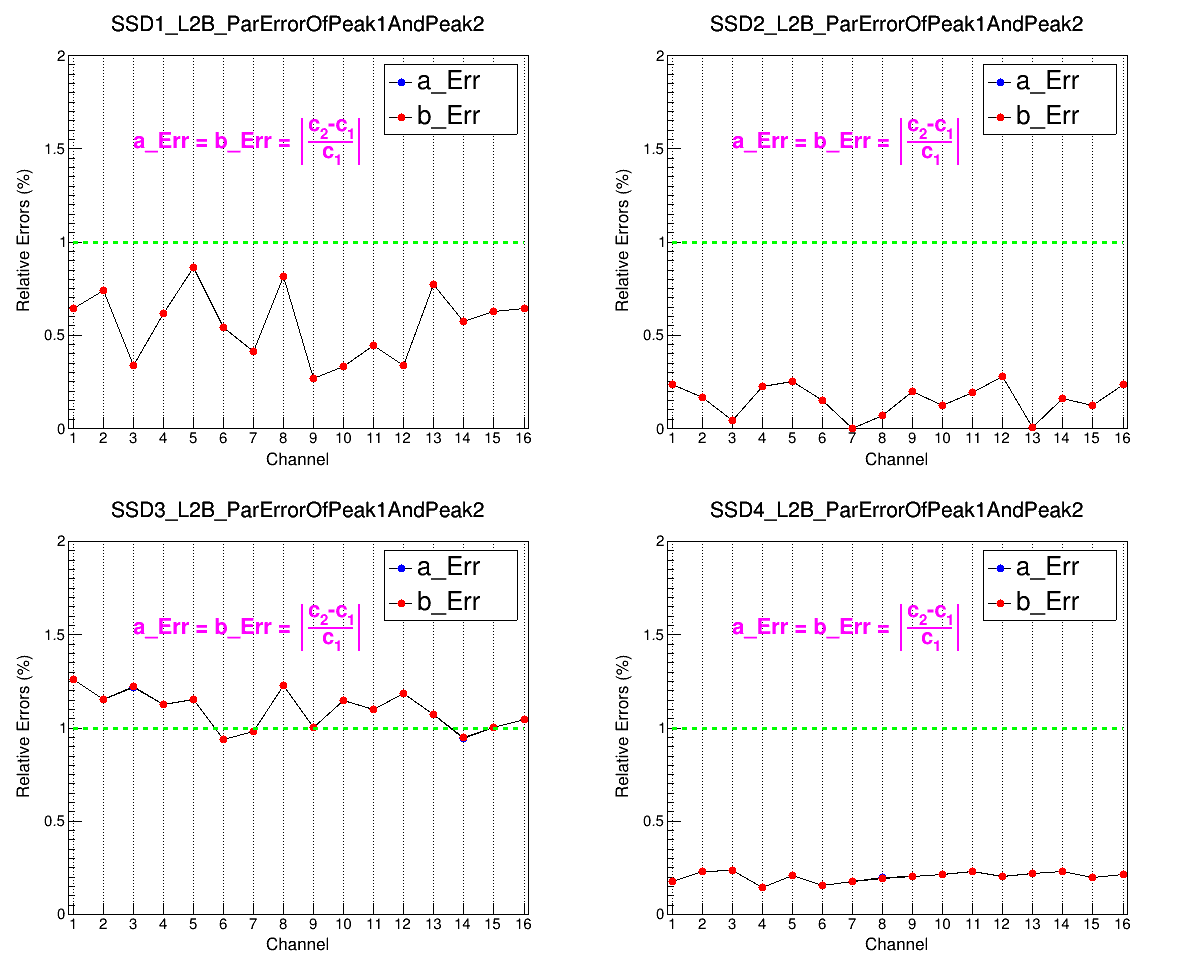 SSD1_L2B_ParErrorOfPeak1AndPeak2
2
a_Err
b_Err
a_Err = b_Err = |c2-c1/c1|
1.5
1
0.5
0
Relative Errors (%)
1 2 3 4 5 6 7 8 9 10 11 12 13 14 15 16
Channel
SSD2_L2B_ParErrorOfPeak1AndPeak2
2
a_Err
b_Err
a_Err = b_Err = |c2-c1/c1|
1.5
1
0.5
0
Relative Errors (%)
1 2 3 4 5 6 7 8 9 10 11 12 13 14 15 16
Channel
SSD3_L2B_ParErrorOfPeak1AndPeak2
2
a_Err
b_Err
a_Err = b_Err = |c2-c1/c1|
1.5
1
0.5
0
Relative Errors (%)
1 2 3 4 5 6 7 8 9 10 11 12 13 14 15 16
Channel
SSD4_L2B_ParErrorOfPeak1AndPeak2
2
a_Err
b_Err
a_Err = b_Err = |c2-c1/c1|
1.5
1
0.5
0
Relative Errors (%)
1 2 3 4 5 6 7 8 9 10 11 12 13 14 15 16
Channel